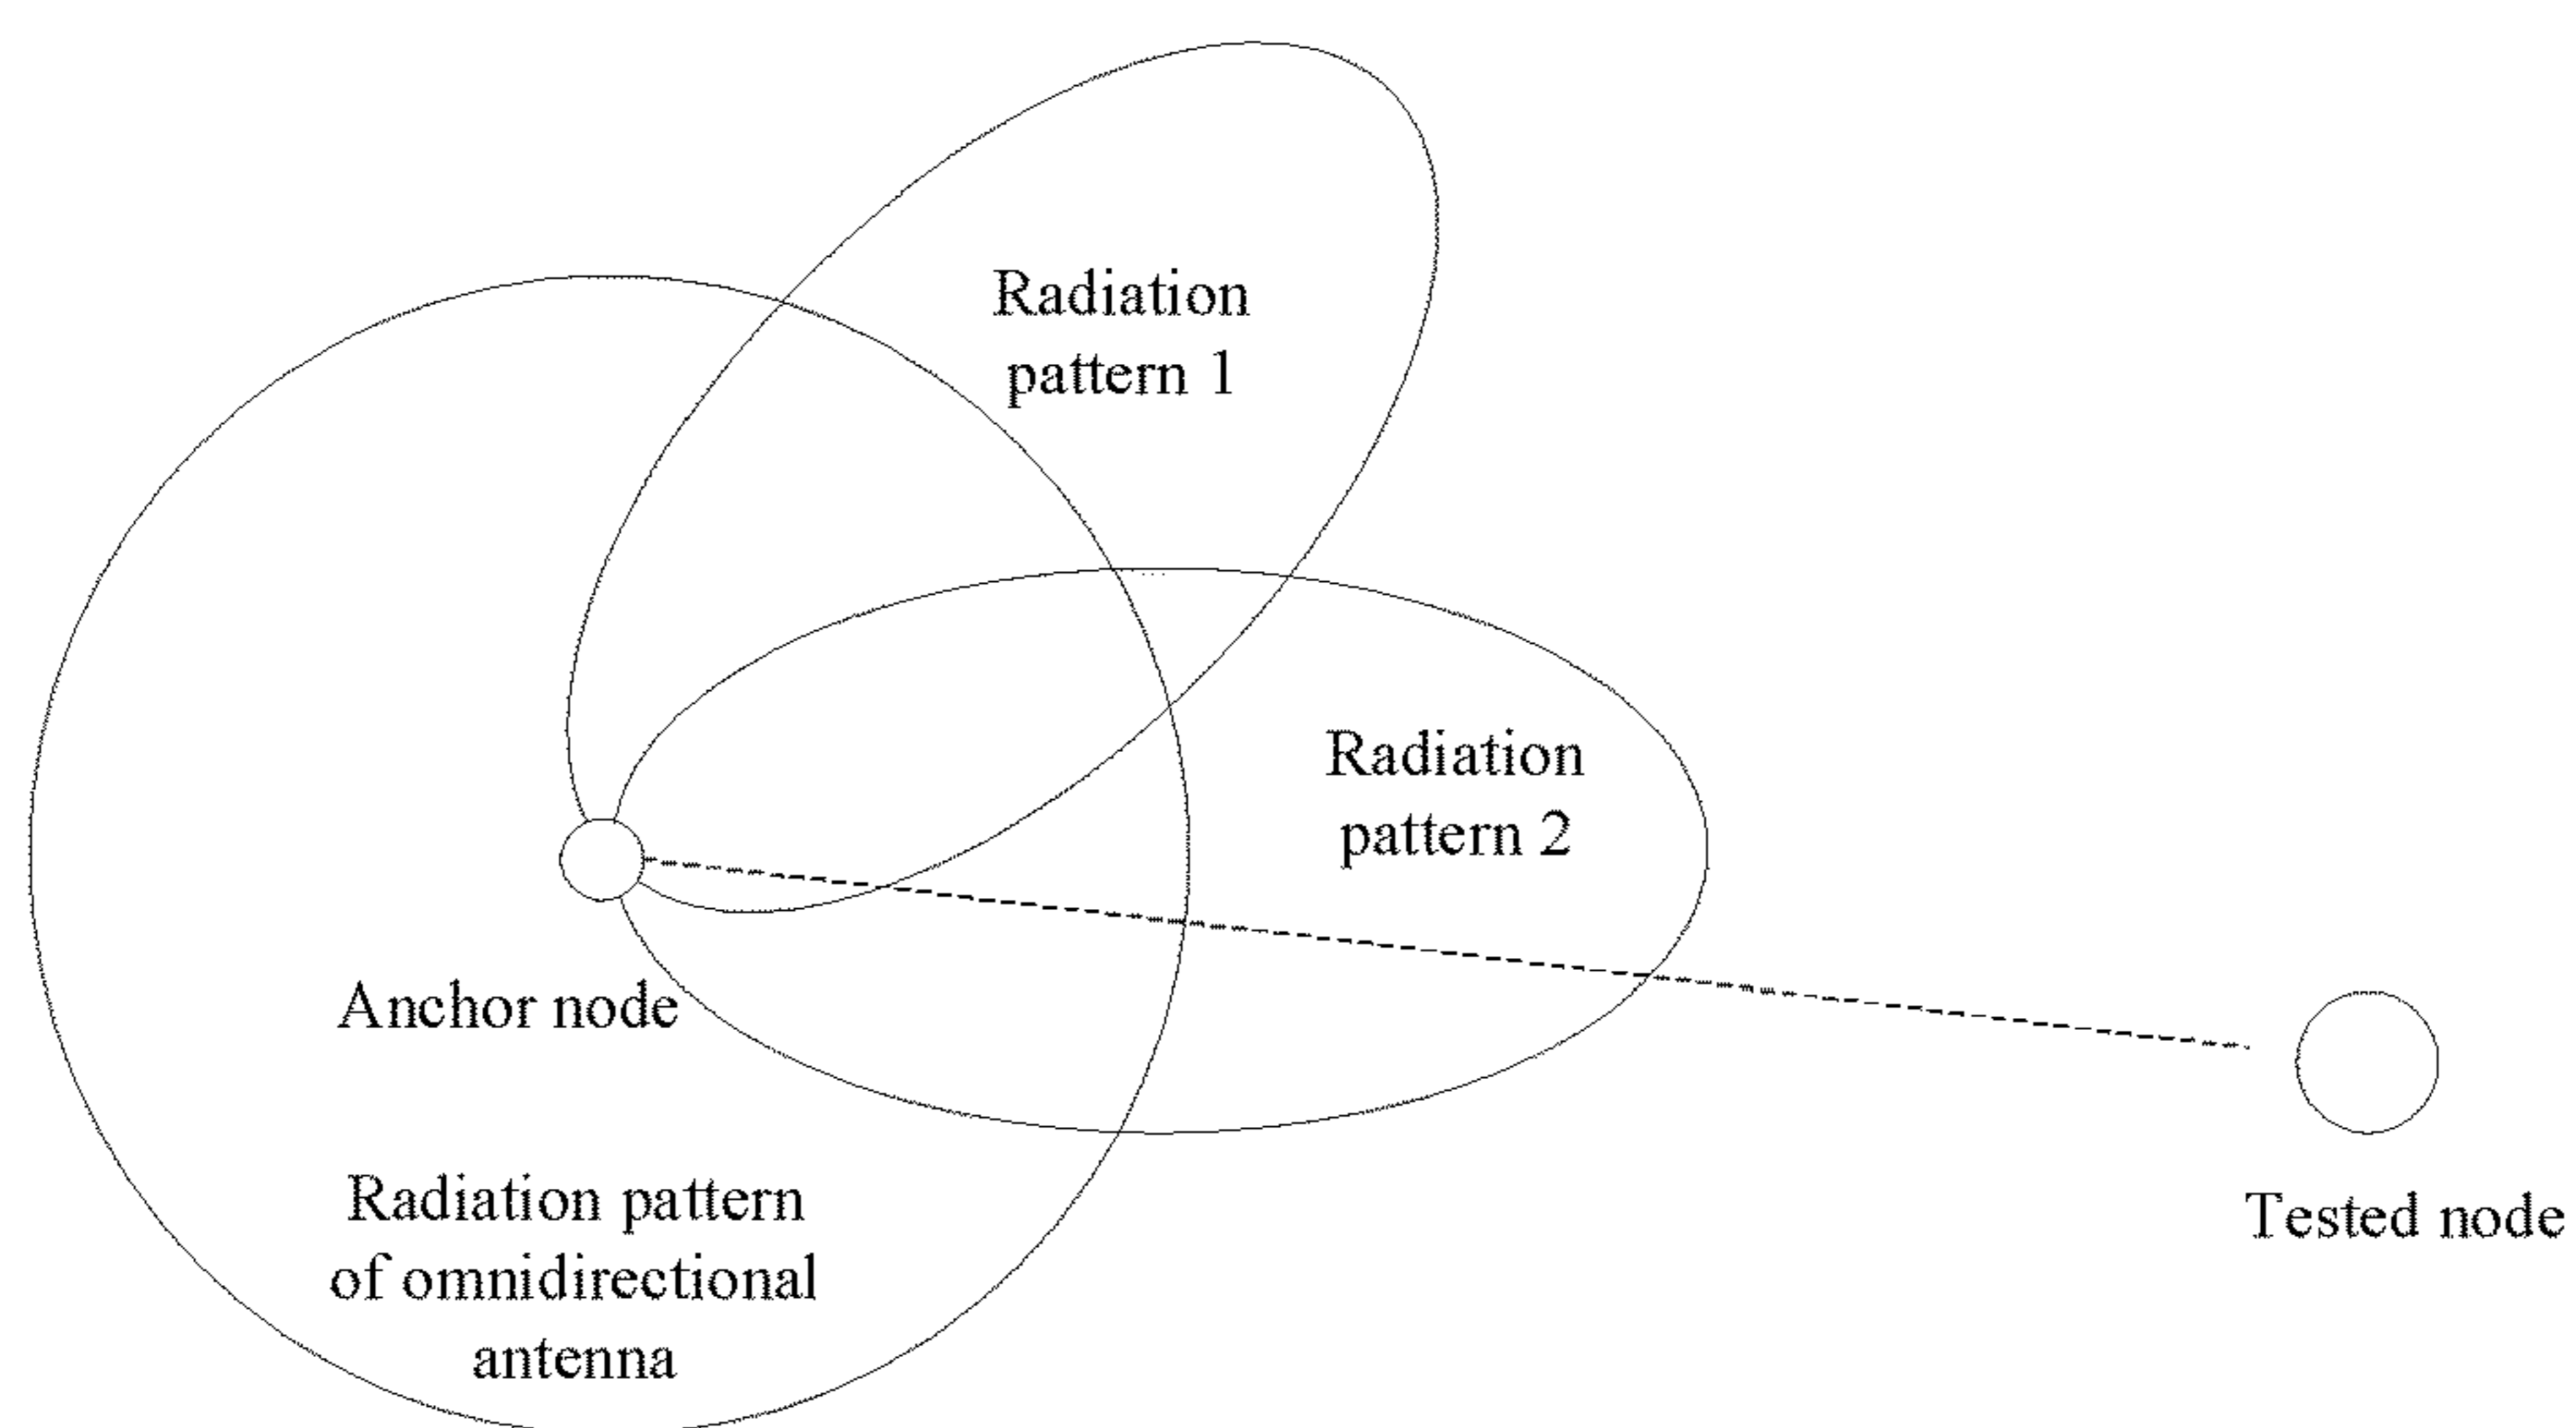 Radiation
pattern 1
Radiation
pattern 2
Anchor node
Radiation pattern
of omnidirectional
antenna
Tested node